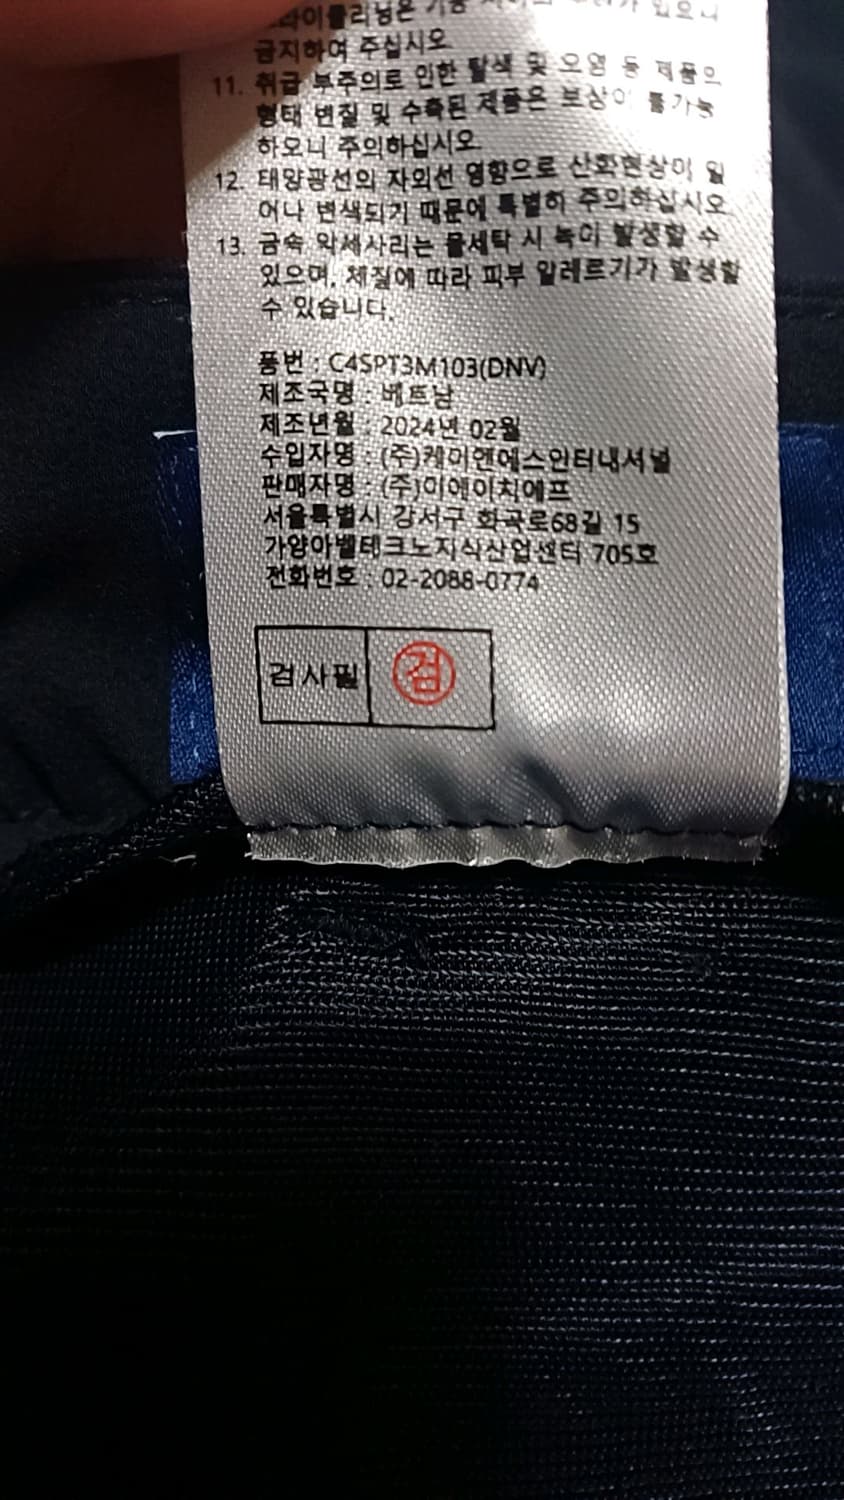 드라이클리닝은
금지하여 주십시오
11. 취급 부주의로 인한 탈색 및 오염 등 제품의
형태 변질 및 수축된 제품은 보상이 불가능
하오니 주의하십시오
12. 태양광선의 자외선 영향으로 산화현상이 일
어나 변색되기 때문에 특별히 주의하십시오
13. 금속 악세사리는 물세탁 시 녹이 발생할 수
있으며, 체질에 따라 피부 알레르기가 발생할
수 있습니다.
품번 : C4SPT3M103(DNV)
제조국명 : 베트남
제조년월 : 2024년 02월
수입자명 : (주)케이엔에스인터내셔널
판매자명 : (주)이에이치에프
서울특별시 강서구 화곡로68길 15
가양아벨테크노지식산업센터 705호
전화번호 : 02-2088-0774
검사필 검